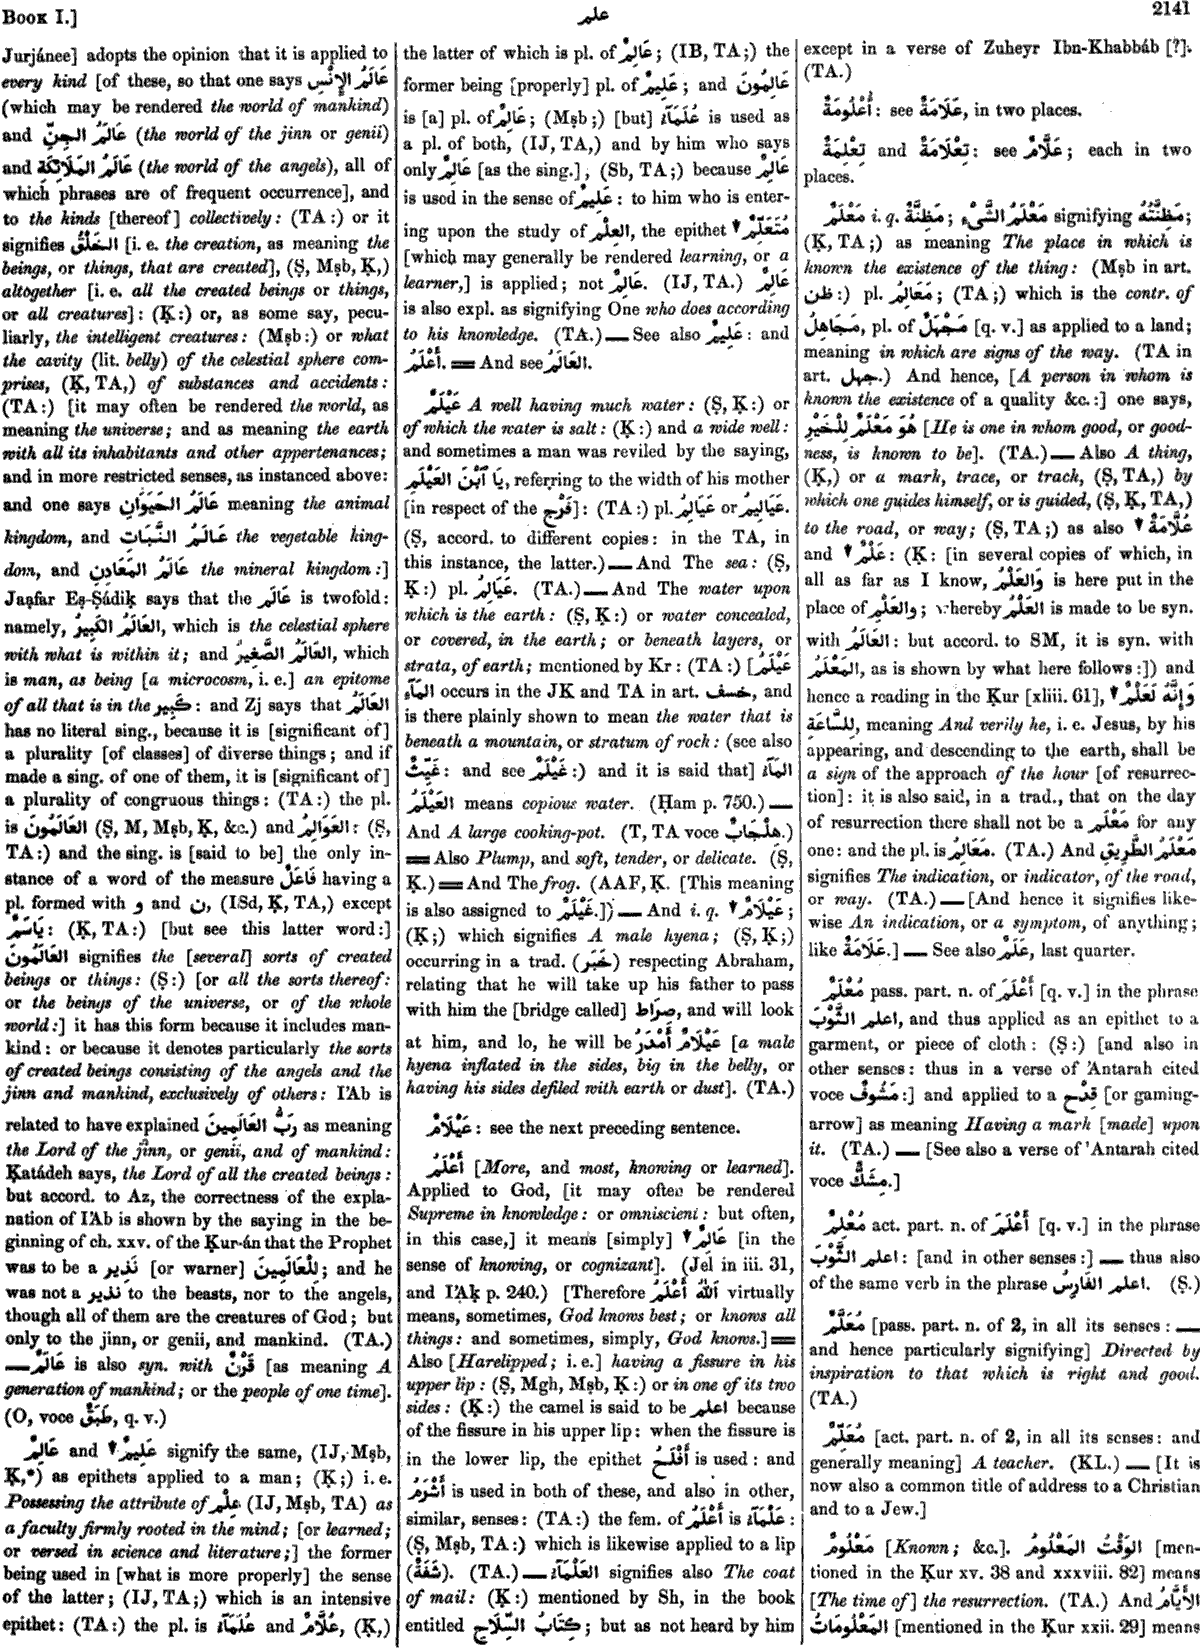 Book I.]
علم
2141
Jurjánee] adopts the opinion that it is applied to
every kind [of these, so that one says عَالَمُ الإِنْسِ
(which may be rendered the world of mankind)
and عَالَمُ الجِنِّ (the world of the jinn or genii)
and عَالَمُ المَلَائِكَةِ (the world of the angels), all of
which phrases are of frequent occurrence], and
to the kinds [thereof] collectively: (TA:) or it
signifies الخَلْقُ [i. e. the creation, as meaning the
beings, or things, that are created], (Ṣ, Mṣb, Ḳ,)
altogether [i. e. all the created beings or things,
or all creatures]: (Ḳ:) or, as some say, pecu-
liarly, the intelligent creatures: (Mṣb:) or what
the cavity (lit. belly) of the celestial sphere com-
prises, (Ḳ, TA,) of substances and accidents:
(TA:) [it may often be rendered the world, as
meaning the universe; and as meaning the earth
with all its inhabitants and other appertenances;
and in more restricted senses, as instanced above:
and one says عَالَمُ الحَيَوَانِ meaning the animal
kingdom, and عَالَمُ النَّبَاتِ the vegetable king-
dom, and عَالَمُ المَعَادِنِ the mineral kingdom:]
Jaạfar Eṣ-Ṣádiḳ says that the عَالَم is twofold:
namely, العَالَمُ الكَبِيرُ, which is the celestial sphere
with what is within it; and العَالَمُ الصَّغِيرُ, which
is man, as being [a microcosm, i. e.] an epitome
of all that is in the كَبِير: and Zj says that العَالَمُ
has no literal sing., because it is [significant of]
a plurality [of classes] of diverse things; and if
made a sing. of one of them, it is [significant of]
a plurality of congruous things: (TA:) the pl.
is العَالَمُونَ (Ṣ, M, Mṣb, Ḳ, &c.) and العَوَالِمُ: (Ṣ,
TA:) and the sing. is [said to be] the only in-
stance of a word of the measure فَاعَلٌ having a
pl. formed with و and ن, (ISd, Ḳ, TA,) except
يَاسَمٌ: (Ḳ, TA:) [but see this latter word:]
العَالَمُونَ signifies the [several] sorts of created
beings or things: (Ṣ:) [or all the sorts thereof:
or the beings of the universe, or of the whole
world:] it has this form because it includes man-
kind: or because it denotes particularly the sorts
of created beings consisting of the angels and the
jinn and mankind, exclusively of others: I'Ab is
related to have explained رَبُّ العَالَمِينَ as meaning
the Lord of the jinn, or genii, and of mankind:
Ḳatádeh says, the Lord of all the created beings:
but accord. to Az, the correctness of the expla-
nation of I'Ab is shown by the saying in the be-
ginning of ch. xxv. of the Ḳur-án that the Prophet
was to be a نَذِير [or warner] لِلْعَالَمِينَ; and he
was not a نذير to the beasts, nor to the angels,
though all of them are the creatures of God; but
only to the jinn, or genii, and mankind. (TA.)
— عَالَمٌ is also syn. with قَرْنٌ [as meaning A
generation of mankind; or the people of one time].
(O, voce طَبَقٌ, q. v.)
عَالِمٌ and ▼ عَلِيمٌ signify the same, (IJ, Mṣb,
Ḳ,*) as epithets applied to a man; (Ḳ;) i. e.
Possessing the attribute of عِلْم (IJ, Mṣb, TA) as
a faculty firmly rooted in the mind; [or learned;
or versed in science and literature;] the former
being used in [what is more properly] the sense
of the latter; (IJ, TA;) which is an intensive
epithet: (TA:) the pl. is عُلَمَآءُ and عُلَّامٌ, (Ḳ,)
the latter of which is pl. of عَالِمٌ; (IB, TA;) the
former being [properly] pl. of عَلِيمٌ; and عَالِمُونَ
is [a] pl. of عَالِمٌ; (Mṣb;) [but] عُلَمَآءُ is used as
a pl. of both, (IJ, TA,) and by him who says
only عَالِمٌ [as the sing.], (Sb, TA;) because عَالِمٌ
is used in the sense of عَلِيمٌ: to him who is enter-
ing upon the study of العِلْم, the epithet ▼ مُتَعَلِّمٌ
[which may generally be rendered learning, or a
learner,] is applied; not عَالِمٌ. (IJ, TA.) عَالِمٌ
is also expl. as signifying One who does according
to his knowledge. (TA.) — See also عَلِيمٌ: and
أَعْلَمُ. = And see العَالَمُ.
عَيْلَمٌ A well having much water: (Ṣ, Ḳ:) or
of which the water is salt: (Ḳ:) and a wide well:
and sometimes a man was reviled by the saying,
يَا ٱبْنَ العَيْلَمِ, referring to the width of his mother
[in respect of the فَرْج]: (TA:) pl. عَيَالِمُ or عَيَالِيمُ.
(Ṣ, accord. to different copies: in the TA, in
this instance, the latter.) — And The sea: (Ṣ,
Ḳ:) pl. عَيَالِمُ. (TA.) — And The water upon
which is the earth: (Ṣ, Ḳ:) or water concealed,
or covered, in the earth; or beneath layers, or
strata, of earth; mentioned by Kr: (TA:) [عَيْلَمُ
المَآءِ occurs in the JK and TA in art. خسف, and
is there plainly shown to mean the water that is
beneath a mountain, or stratum of rock: (see also
عَيِّثٌ: and see غَيْلَمٌ:) and it is said that] المَآءُ
العَيْلَمُ means copious water. (Ḥam p. 750.) —
And A large cooking-pot. (T, TA voce هِلْجَابٌ.)
= Also Plump, and soft, tender, or delicate. (Ṣ,
Ḳ.) = And The frog. (AAF, Ḳ. [This meaning
is also assigned to غَيْلَمٌ.]) — And i. q. ▼ عَيْلَامٌ;
(Ḳ;) which signifies A male hyena; (Ṣ, Ḳ;)
occurring in a trad. (خَبَر) respecting Abraham,
relating that he will take up his father to pass
with him the [bridge called] صِرَاط, and will look
at him, and lo, he will be عَيْلَامٌ أَمْدَرُ [a male
hyena inflated in the sides, big in the belly, or
having his sides defiled with earth or dust]. (TA.)
عَيْلَامٌ: see the next preceding sentence.
أَعْلَمُ [More, and most, knowing or learned].
Applied to God, [it may often be rendered
Supreme in knowledge: or omniscient: but often,
in this case,] it means [simply] ▼ عَالِمٌ [in the
sense of knowing, or cognizant]. (Jel in iii. 31,
and I'Aḳ p. 240.) [Therefore ٱللّٰهُ أَعْلَمُ virtually
means, sometimes, God knows best; or knows all
things: and sometimes, simply, God knows.] =
Also [Harelipped; i. e.] having a fissure in his
upper lip: (Ṣ, Mgh, Mṣb, Ḳ:) or in one of its two
sides: (Ḳ:) the camel is said to be اعلم because
of the fissure in his upper lip: when the fissure is
in the lower lip, the epithet أَفْلَحُ is used: and
أَشْرَمُ is used in both of these, and also in other,
similar, senses: (TA:) the fem. of أَعْلَمُ is عَلْمَآءُ:
(Ṣ, Mṣb, TA:) which is likewise applied to a lip
(شَفَةٌ). (TA.) — العَلْمَآءُ signifies also The coat
of mail: (Ḳ:) mentioned by Sh, in the book
entitled كِتَابُ السِّلَاحِ; but as not heard by him
except in a verse of Zuheyr Ibn-Khabbáb [?].
(TA.)
أُعْلُومَةٌ: see عَلَامَةٌ, in two places.
تِعْلِمَةٌ and تِعْلَامَةٌ: see عَلَّامٌ; each in two
places.
مَعْلَمٌ i. q. مَظِنَّةٌ; مَعْلَمُ الشَّىْءِ signifying مَظِنَّتُهُ;
(Ḳ, TA;) as meaning The place in which is
known the existence of the thing: (Mṣb in art.
ظن:) pl. مَعَالِمُ; (TA;) which is the contr. of
مَجَاهِلُ, pl. of مَجْهَلٌ [q. v.] as applied to a land;
meaning in which are signs of the way. (TA in
art. جهل.) And hence, [A person in whom is
known the existence of a quality &c.:] one says,
هُوَ مَعْلَمٌ لِلْخَيْرِ [He is one in whom good, or good-
ness, is known to be]. (TA.) — Also A thing,
(Ḳ,) or a mark, trace, or track, (Ṣ, TA,) by
which one guides himself, or is guided, (Ṣ, Ḳ, TA,)
to the road, or way; (Ṣ, TA;) as also ▼ عُلَّامَةٌ
and ▼ عَلْمٌ: (Ḳ: [in several copies of which, in
all as far as I know, وَالعَلْمُ is here put in the
place of والعَلْمِ; whereby العَلْمُ is made to be syn.
with العَالَمُ: but accord. to SM, it is syn. with
المَعْلَمُ, as is shown by what here follows:]) and
hence a reading in the Ḳur [xliii. 61], ▼ وَإِنَّهُ لَعَلَمٌ
لِلسَّاعَةِ, meaning And verily he, i. e. Jesus, by his
appearing, and descending to the earth, shall be
a sign of the approach of the hour [of resurrec-
tion]: it is also said, in a trad., that on the day
of resurrection there shall not be a مَعْلَم for any
one: and the pl. is مَعَالِمُ. (TA.) And مَعْلَمُ الطَّرِيقِ
signifies The indication, or indicator, of the road,
or way. (TA.) — [And hence it signifies like-
wise An indication, or a symptom, of anything;
like عَلَامَةٌ.] — See also عَلَمٌ, last quarter.
مُعْلَمٌ pass. part. n. of أَعْلَمَ [q. v.] in the phrase
اعلم الثَّوْبَ, and thus applied as an epithet to a
garment, or piece of cloth: (Ṣ:) [and also in
other senses: thus in a verse of 'Antarah cited
voce مَشُوفٌ:] and applied to a قِدْح [or gaming-
arrow] as meaning Having a mark [made] upon
it. (TA.) — [See also a verse of 'Antarah cited
voce مِشَكٌّ.]
مُعْلِمٌ act. part. n. of أَعْلَمَ [q. v.] in the phrase
اعلم الثَّوْبَ: [and in other senses:] — thus also
of the same verb in the phrase اعلم الفَارِسُ. (Ṣ.)
مُعَلَّمٌ [pass. part. n. of 2, in all its senses: —
and hence particularly signifying] Directed by
inspiration to that which is right and good.
(TA.)
مُعَلِّمٌ [act. part. n. of 2, in all its senses: and
generally meaning] A teacher. (KL.) — [It is
now also a common title of address to a Christian
and to a Jew.]
مَعْلُومٌ [Known; &c.]. الوَقْتُ المَعْلُومُ [men-
tioned in the Ḳur xv. 38 and xxxviii. 82] means
[The time of] the resurrection. (TA.) And الأَيَّامُ
المَعْلُومَاتُ [mentioned in the Ḳur xxii. 29] means